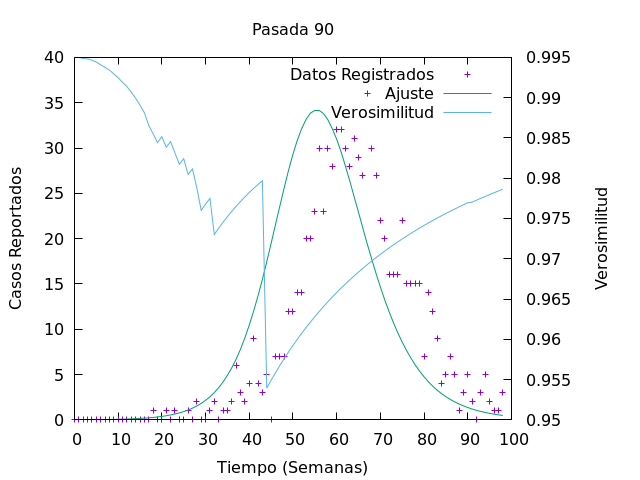 Pasada 90
40 0.995
Datos Registrados
35 0.99
Ajuste
Verosimilitud
30 0.985
25 0.98
20 0.975
15 0.97
10 0.965
0.96
5 0.955
0 0.95
0 10 20 30 40 50 60 70 80 90 100
Tiempo (Semanas)
Casos Reportados
Verosimilitud